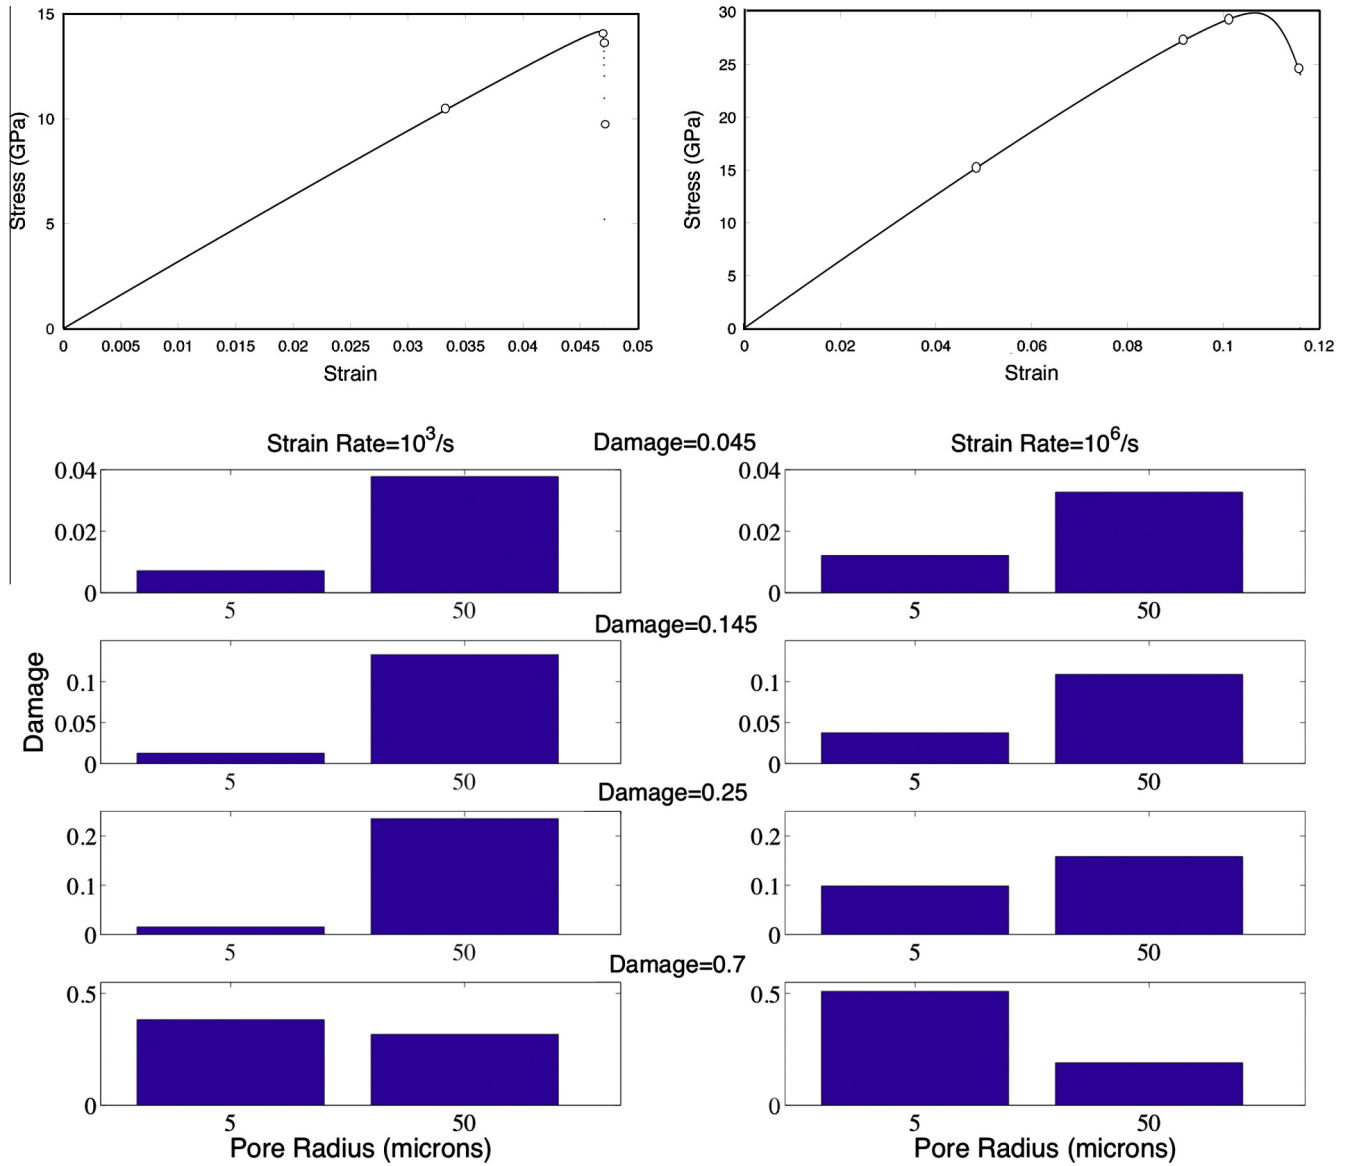 15
10
5
0
Stress (GPa)
0 0.005 0.01 0.015 0.02 0.025 0.03 0.035 0.04 0.045 0.05
Strain
30
25
20
15
10
5
0
Stress (GPa)
0 0.02 0.04 0.06 0.08 0.1 0.12
Strain
Strain Rate=10³/s Damage=0.045 Strain Rate=10⁶/s
0.04 0.04
0.02 0.02
0 0
5 50 5 50
Damage=0.145
0.1 0.1
0.05 0.05
0 0
5 50 5 50
Damage
Damage=0.25
0.2 0.2
0.1 0.1
0 0
5 50 5 50
Damage=0.7
0.5 0.5
0 0
5 50 5 50
Pore Radius (microns) Pore Radius (microns)